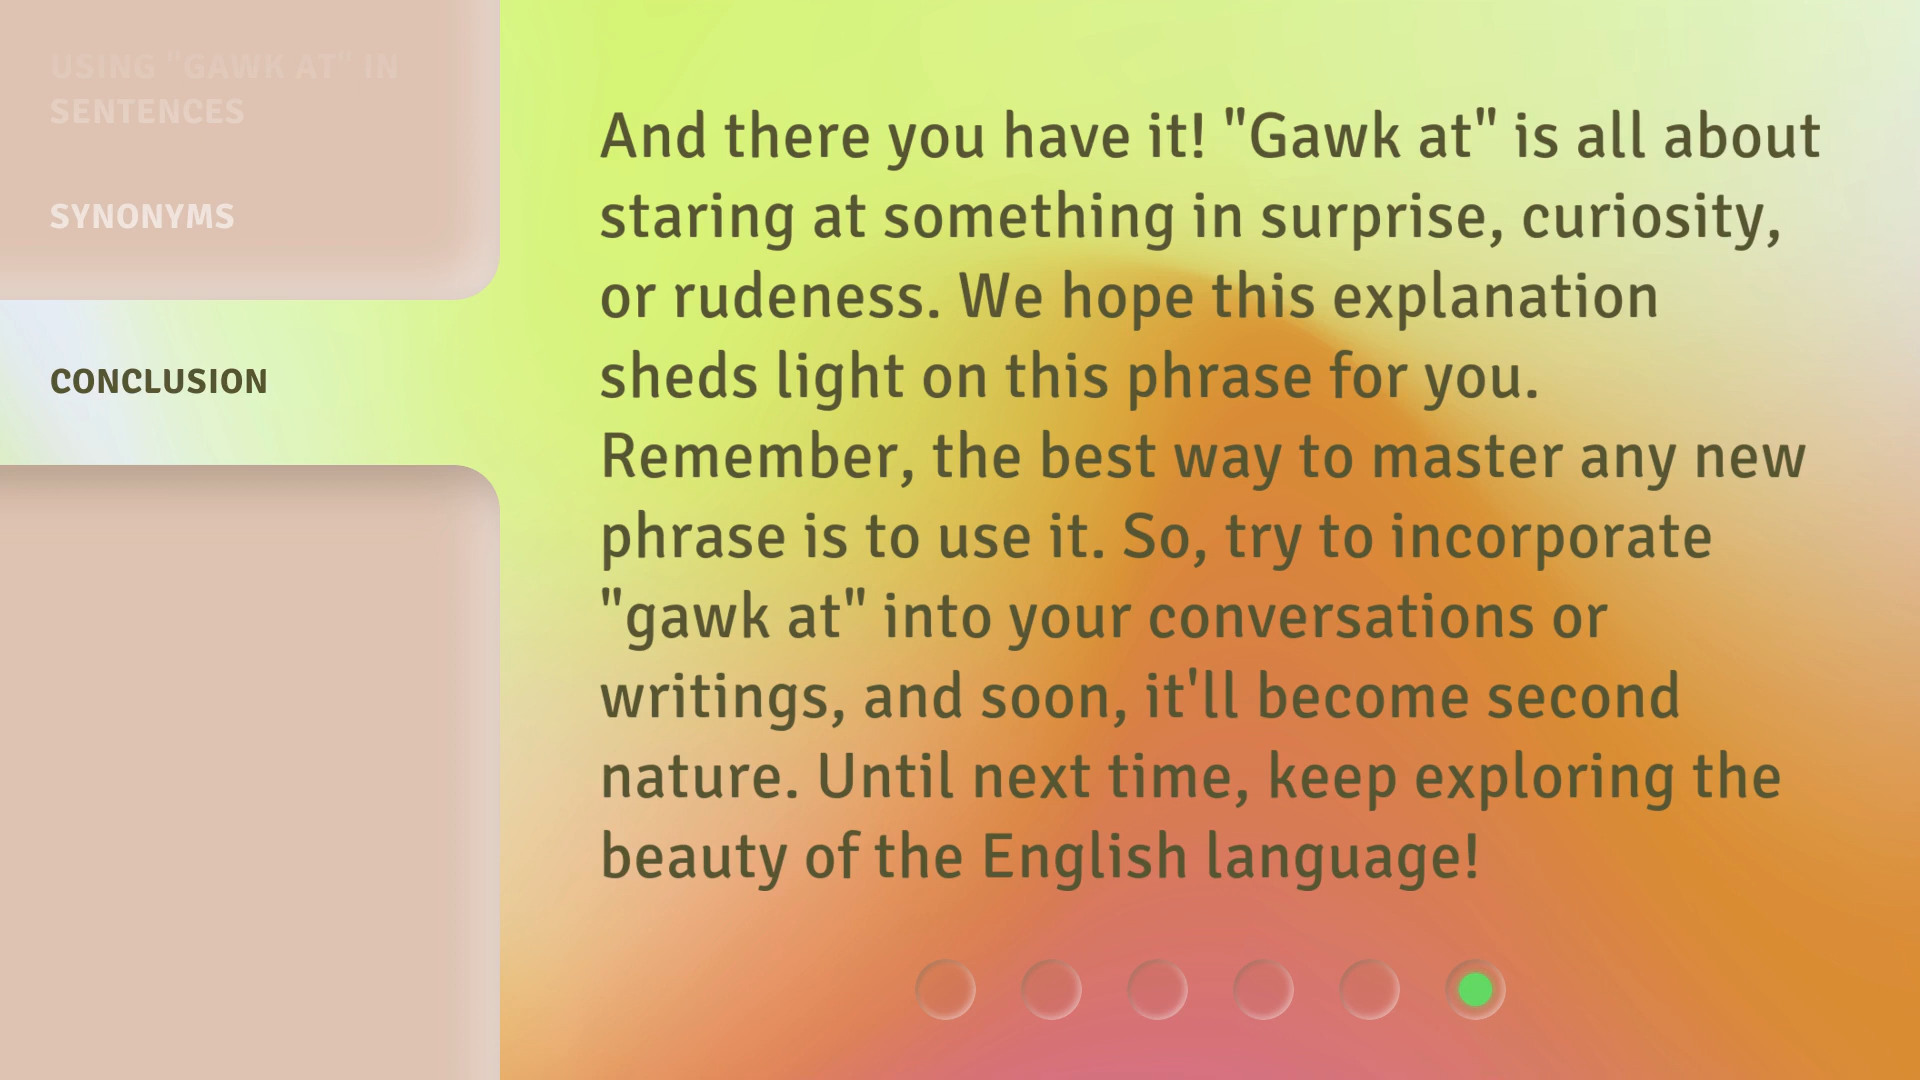 USING "GAWK AT" IN
SENTENCES
SYNONYMS
CONCLUSION
And there you have it! "Gawk at" is all about
staring at something in surprise, curiosity,
or rudeness. We hope this explanation
sheds light on this phrase for you.
Remember, the best way to master any new
phrase is to use it. So, try to incorporate
"gawk at" into your conversations or
writings, and soon, it'll become second
nature. Until next time, keep exploring the
beauty of the English language!